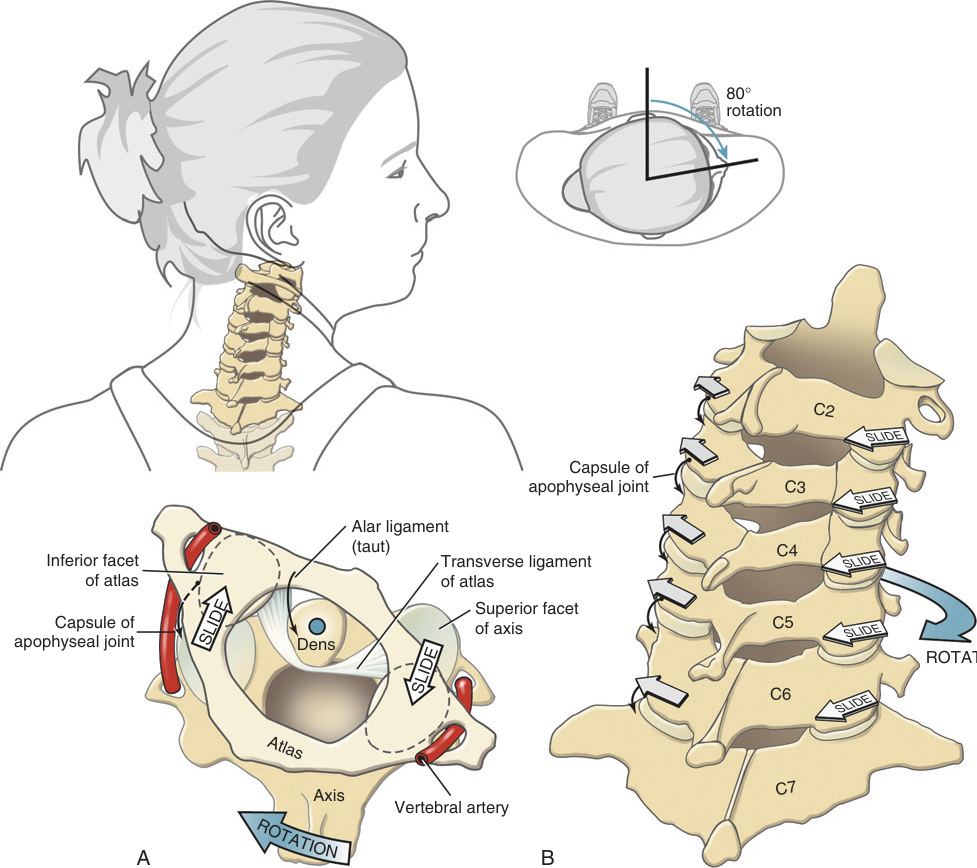 80°
rotation
C2
SLIDE
Capsule of
apophyseal joint
C3
SLIDE
C4
SLIDE
C5
SLIDE
ROTAT
C6
SLIDE
C7
B
Alar ligament
(taut)
Inferior facet
of atlas
Transverse ligament
of atlas
Superior facet
of axis
Capsule of
apophyseal joint
SLIDE
Dens
SLIDE
Atlas
Axis
Vertebral artery
ROTATION
A